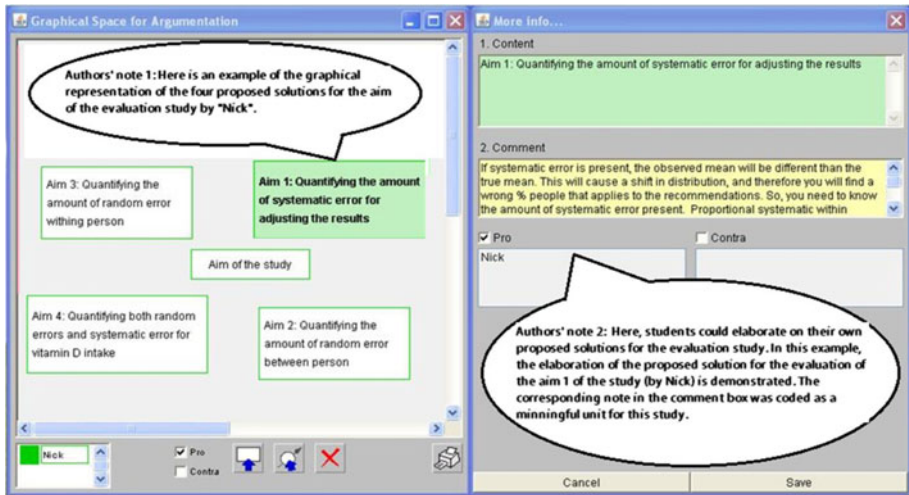 Graphical Space for Argumentation
Authors' note 1: Here is an example of the graphical
representation of the four proposed solutions for the aim
of the evaluation study by "Nick".
Aim 3: Quantifying the
amount of random error
withing person
Aim 1: Quantifying the amount
of systematic error for
adjusting the results
Aim of the study
Aim 4: Quantifying both random
errors and systematic error for
vitamin D intake
Aim 2: Quantifying the
amount of random error
between person
Nick
Pro
Contra
More info...
1. Content
Aim 1: Quantifying the amount of systematic error for adjusting the results
2. Comment
If systematic error is present, the observed mean will be different than the
true mean. This will cause a shift in distribution, and therefore you will find a
wrong % people that applies to the recommendations. So, you need to know
the amount of systematic error present. Proportional systematic within
Pro
Contra
Nick
Authors' note 2: Here, students could elaborate on their own
proposed solutions for the evaluation study. In this example,
the elaboration of the proposed solution for the evaluation of
the aim 1 of the study (by Nick) is demonstrated. The
corresponding note in the comment box was coded as a
minningful unit for this study.
Cancel
Save